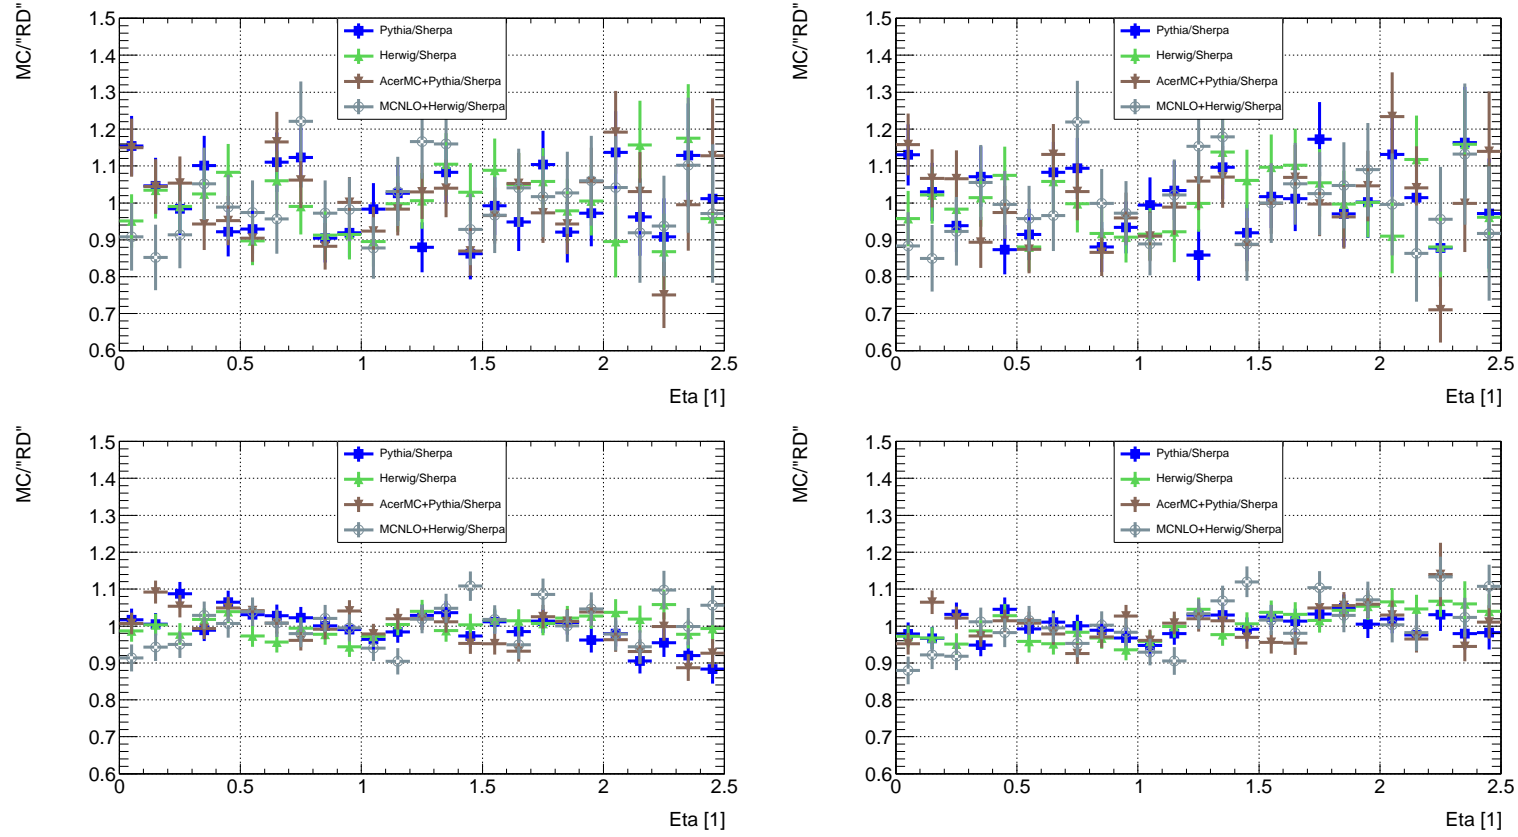 MC/"RD"
1.5
1.4
1.3
1.2
1.1
1
0.9
0.8
0.7
0.6
0 0.5 1 1.5 2 2.5
Eta [1]
Pythia/Sherpa
Herwig/Sherpa
AcerMC+Pythia/Sherpa
MCNLO+Herwig/Sherpa
MC/"RD"
1.5
1.4
1.3
1.2
1.1
1
0.9
0.8
0.7
0.6
0 0.5 1 1.5 2 2.5
Eta [1]
Pythia/Sherpa
Herwig/Sherpa
AcerMC+Pythia/Sherpa
MCNLO+Herwig/Sherpa
MC/"RD"
1.5
1.4
1.3
1.2
1.1
1
0.9
0.8
0.7
0.6
0 0.5 1 1.5 2 2.5
Eta [1]
Pythia/Sherpa
Herwig/Sherpa
AcerMC+Pythia/Sherpa
MCNLO+Herwig/Sherpa
MC/"RD"
1.5
1.4
1.3
1.2
1.1
1
0.9
0.8
0.7
0.6
0 0.5 1 1.5 2 2.5
Eta [1]
Pythia/Sherpa
Herwig/Sherpa
AcerMC+Pythia/Sherpa
MCNLO+Herwig/Sherpa